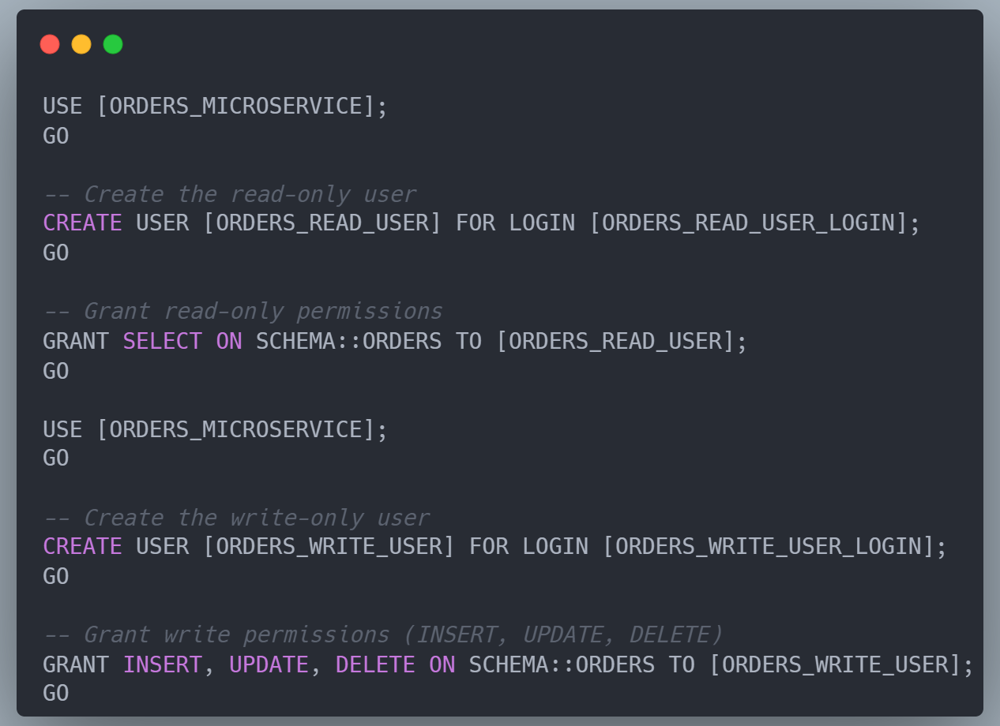 USE [ORDERS_MICROSERVICE];
GO
-- Create the read-only user
CREATE USER [ORDERS_READ_USER] FOR LOGIN [ORDERS_READ_USER_LOGIN];
GO
-- Grant read-only permissions
GRANT SELECT ON SCHEMA::ORDERS TO [ORDERS_READ_USER];
GO
USE [ORDERS_MICROSERVICE];
GO
-- Create the write-only user
CREATE USER [ORDERS_WRITE_USER] FOR LOGIN [ORDERS_WRITE_USER_LOGIN];
GO
-- Grant write permissions (INSERT, UPDATE, DELETE)
GRANT INSERT, UPDATE, DELETE ON SCHEMA::ORDERS TO [ORDERS_WRITE_USER];
GO